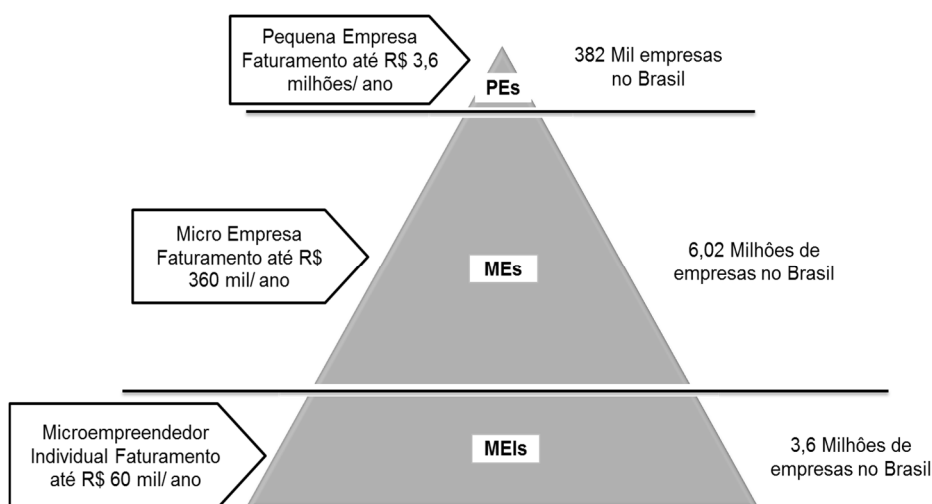 Pequena Empresa
Faturamento até R$ 3,6
milhões/ ano
PEs
382 Mil empresas
no Brasil
Micro Empresa
Faturamento até R$
360 mil/ ano
MEs
6,02 Milhôes de
empresas no Brasil
Microempreendedor
Individual Faturamento
até R$ 60 mil/ ano
MEIs
3,6 Milhôes de
empresas no Brasil